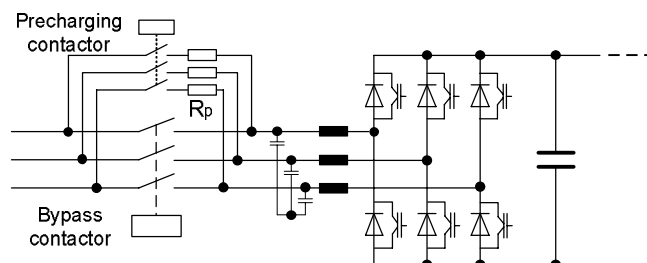 Precharging
contactor
Rp
Bypass
contactor